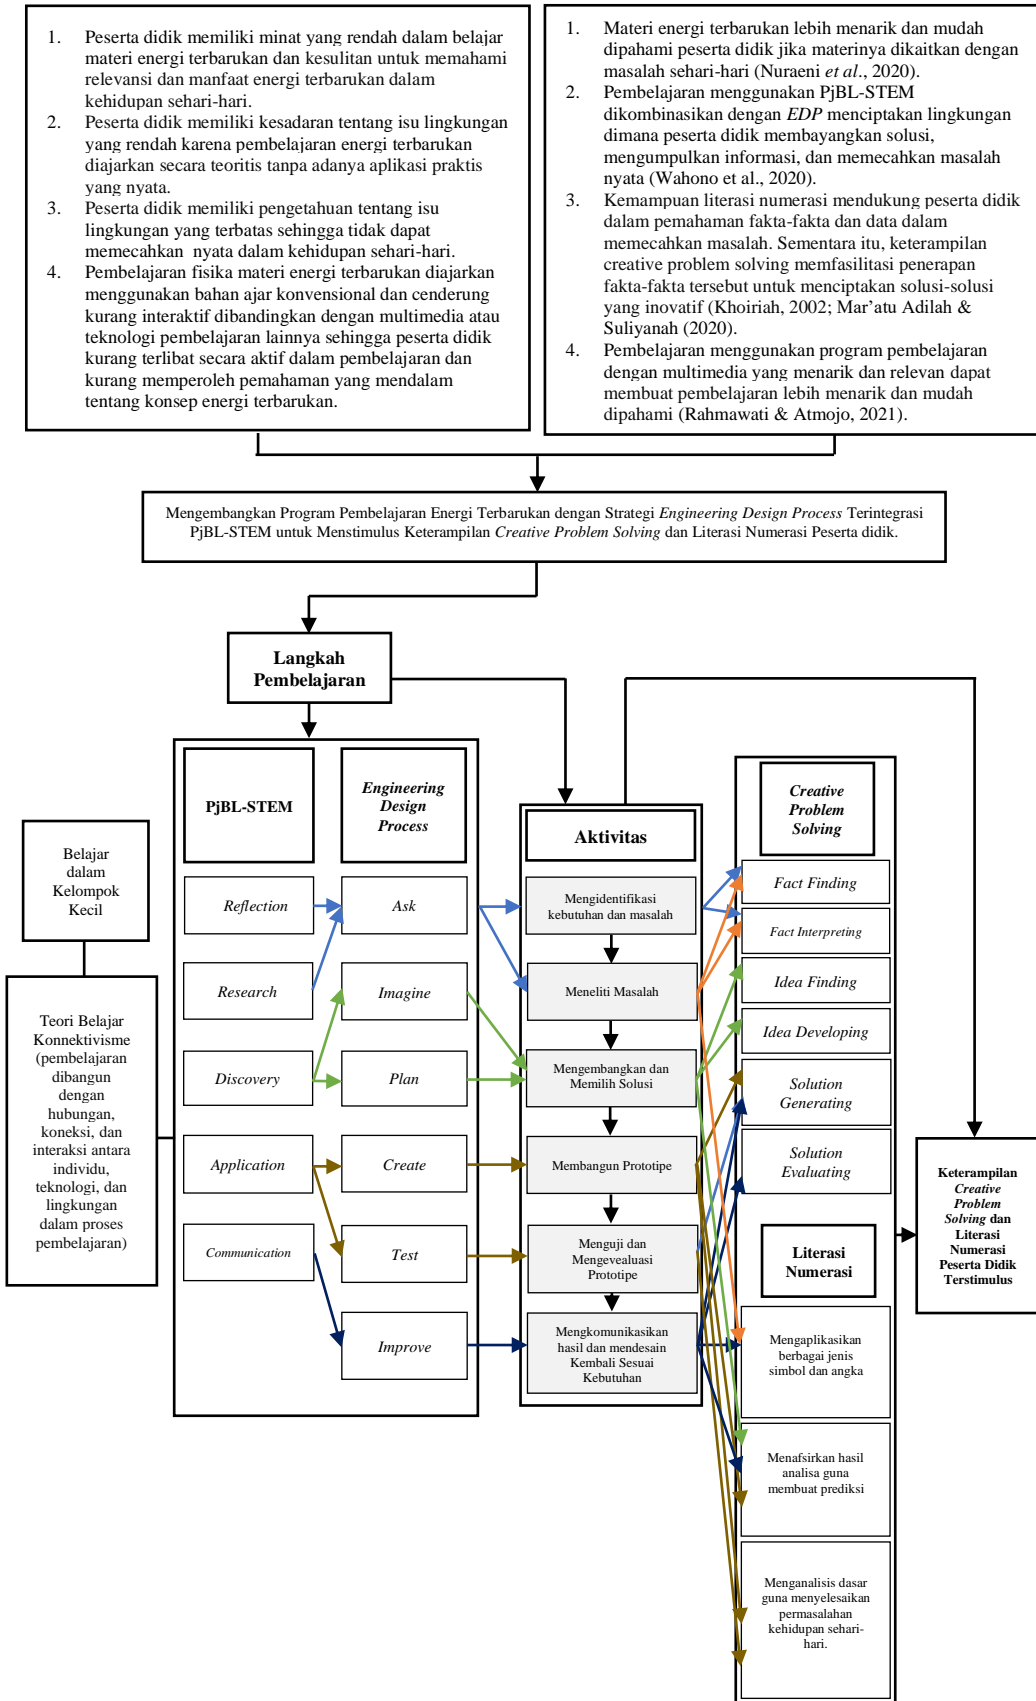 1. Peserta didik memiliki minat yang rendah dalam belajar
materi energi terbarukan dan kesulitan untuk memahami
relevansi dan manfaat energi terbarukan dalam
kehidupan sehari-hari.
2. Peserta didik memiliki kesadaran tentang isu lingkungan
yang rendah karena pembelajaran energi terbarukan
diajarkan secara teoritis tanpa adanya aplikasi praktis
yang nyata.
3. Peserta didik memiliki pengetahuan tentang isu
lingkungan yang terbatas sehingga tidak dapat
memecahkan nyata dalam kehidupan sehari-hari.
4. Pembelajaran fisika materi energi terbarukan diajarkan
menggunakan bahan ajar konvensional dan cenderung
kurang interaktif dibandingkan dengan multimedia atau
teknologi pembelajaran lainnya sehingga peserta didik
kurang terlibat secara aktif dalam pembelajaran dan
kurang memperoleh pemahaman yang mendalam
tentang konsep energi terbarukan.
1. Materi energi terbarukan lebih menarik dan mudah
dipahami peserta didik jika materinya dikaitkan dengan
masalah sehari-hari (Nuraeni et al., 2020).
2. Pembelajaran menggunakan PjBL-STEM
dikombinasikan dengan EDP menciptakan lingkungan
dimana peserta didik membayangkan solusi,
mengumpulkan informasi, dan memecahkan masalah
nyata (Wahono et al., 2020).
3. Kemampuan literasi numerasi mendukung peserta didik
dalam pemahaman fakta-fakta dan data dalam
memecahkan masalah. Sementara itu, keterampilan
creative problem solving memfasilitasi penerapan
fakta-fakta tersebut untuk menciptakan solusi-solusi
yang inovatif (Khoiriah, 2002; Mar’atu Adilah &
Suliyanah (2020).
4. Pembelajaran menggunakan program pembelajaran
dengan multimedia yang menarik dan relevan dapat
membuat pembelajaran lebih menarik dan mudah
dipahami (Rahmawati & Atmojo, 2021).
Mengembangkan Program Pembelajaran Energi Terbarukan dengan Strategi Engineering Design Process Terintegrasi
PjBL-STEM untuk Menstimulus Keterampilan Creative Problem Solving dan Literasi Numerasi Peserta didik.
Langkah
Pembelajaran
Belajar
dalam
Kelompok
Kecil
Teori Belajar
Konnektivisme
(pembelajaran
dibangun
dengan
hubungan,
koneksi, dan
interaksi antara
individu,
teknologi, dan
lingkungan
dalam proses
pembelajaran)
PjBL-STEM
Reflection
Research
Discovery
Application
Communication
Engineering
Design
Process
Ask
Imagine
Plan
Create
Test
Improve
Aktivitas
Mengidentifikasi
kebutuhan dan masalah
Meneliti Masalah
Mengembangkan dan
Memilih Solusi
Membangun Prototipe
Menguji dan
Mengevealuasi
Prototipe
Mengkomunikasikan
hasil dan mendesain
Kembali Sesuai
Kebutuhan
Creative
Problem
Solving
Fact Finding
Fact Interpreting
Idea Finding
Idea Developing
Solution
Generating
Solution
Evaluating
Literasi
Numerasi
Mengaplikasikan
berbagai jenis
simbol dan angka
Menafsirkan hasil
analisa guna
membuat prediksi
Menganalisis dasar
guna menyelesaikan
permasalahan
kehidupan sehari-
hari.
Keterampilan
Creative
Problem
Solving dan
Literasi
Numerasi
Peserta Didik
Terstimulus